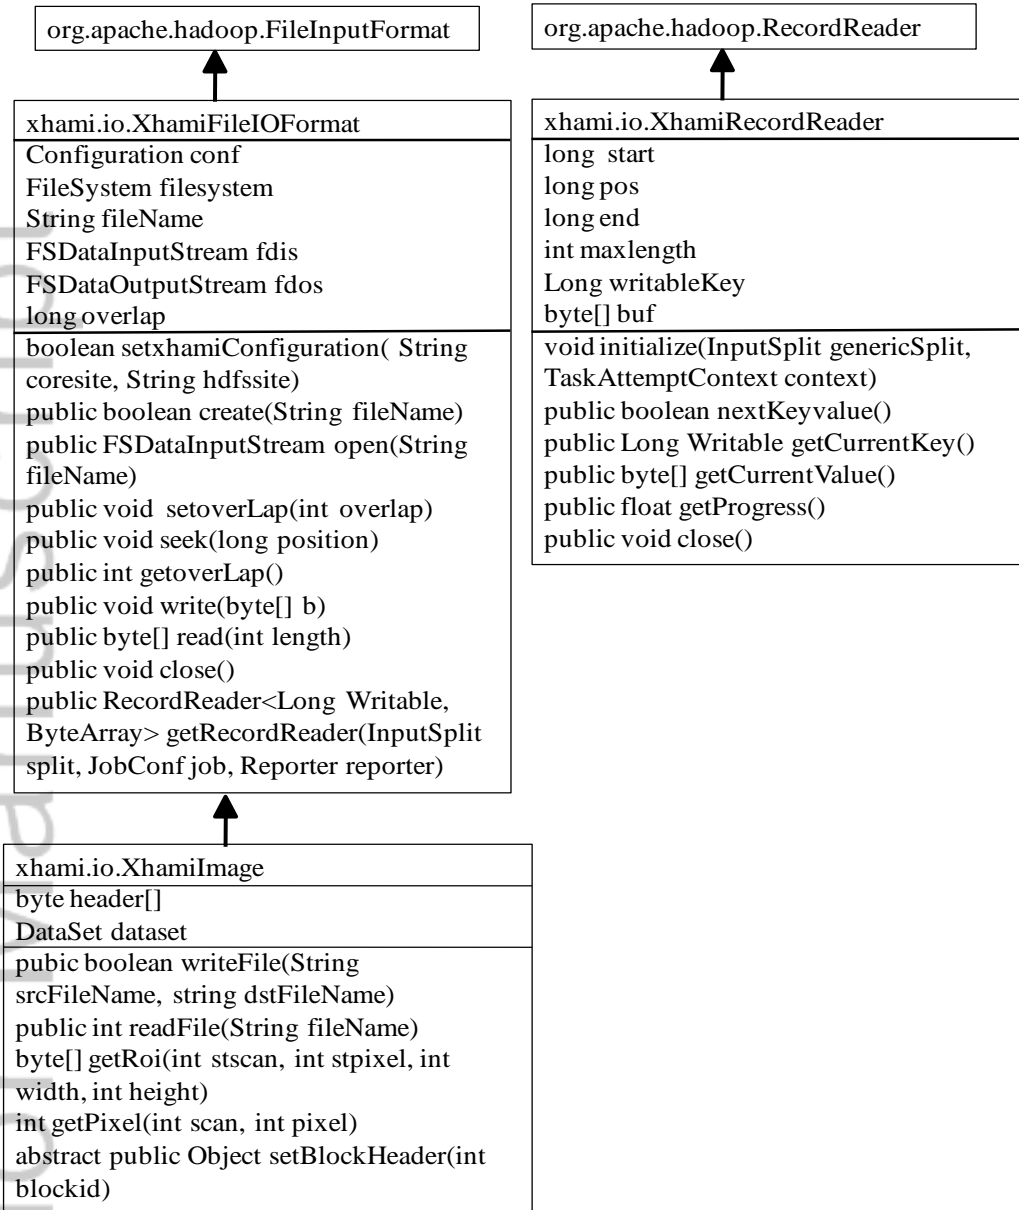 org.apache.hadoop.FileInputFormat
xhami.io.XhamiFileIOFormat
Configuration conf
FileSystem filesystem
String fileName
FSDataInputStream fdis
FSDataOutputStream fdos
long overlap
boolean setxhamiConfiguration( String
coresite, String hdfssite)
public boolean create(String fileName)
public FSDataInputStream open(String
fileName)
public void setoverLap(int overlap)
public void seek(long position)
public int getoverLap()
public void write(byte[] b)
public byte[] read(int length)
public void close()
public RecordReader<Long Writable,
ByteArray> getRecordReader(InputSplit
split, JobConf job, Reporter reporter)
xhami.io.XhamiImage
byte header[]
DataSet dataset
pubic boolean writeFile(String
srcFileName, string dstFileName)
public int readFile(String fileName)
byte[] getRoi(int stscan, int stpixel, int
width, int height)
int getPixel(int scan, int pixel)
abstract public Object setBlockHeader(int
blockid)
org.apache.hadoop.RecordReader
xhami.io.XhamiRecordReader
long start
long pos
long end
int maxlength
Long writableKey
byte[] buf
void initialize(InputSplit genericSplit,
TaskAttemptContext context)
public boolean nextKeyvalue()
public Long Writable getCurrentKey()
public byte[] getCurrentValue()
public float getProgress()
public void close()